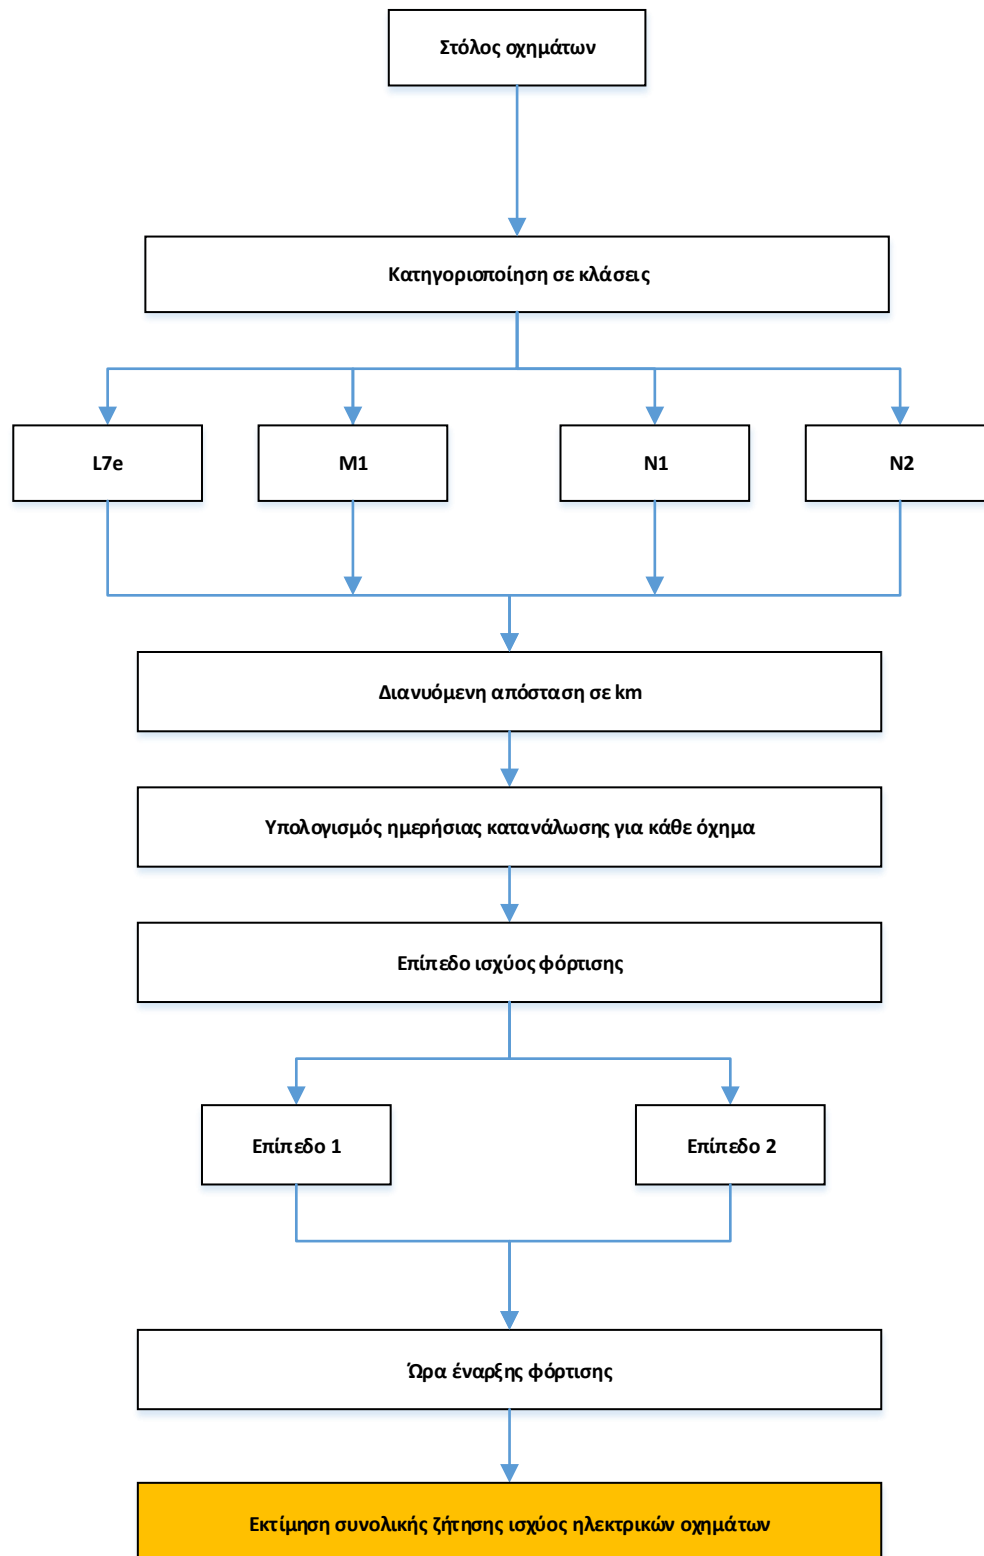 Στόλος οχημάτων
Κατηγοριοποίηση σε κλάσεις
L7e
M1
N1
N2
Διανυόμενη απόσταση σε km
Υπολογισμός ημερήσιας κατανάλωσης για κάθε όχημα
Επίπεδο ισχύος φόρτισης
Επίπεδο 1
Επίπεδο 2
Ώρα έναρξης φόρτισης
Εκτίμηση συνολικής ζήτησης ισχύος ηλεκτρικών οχημάτων